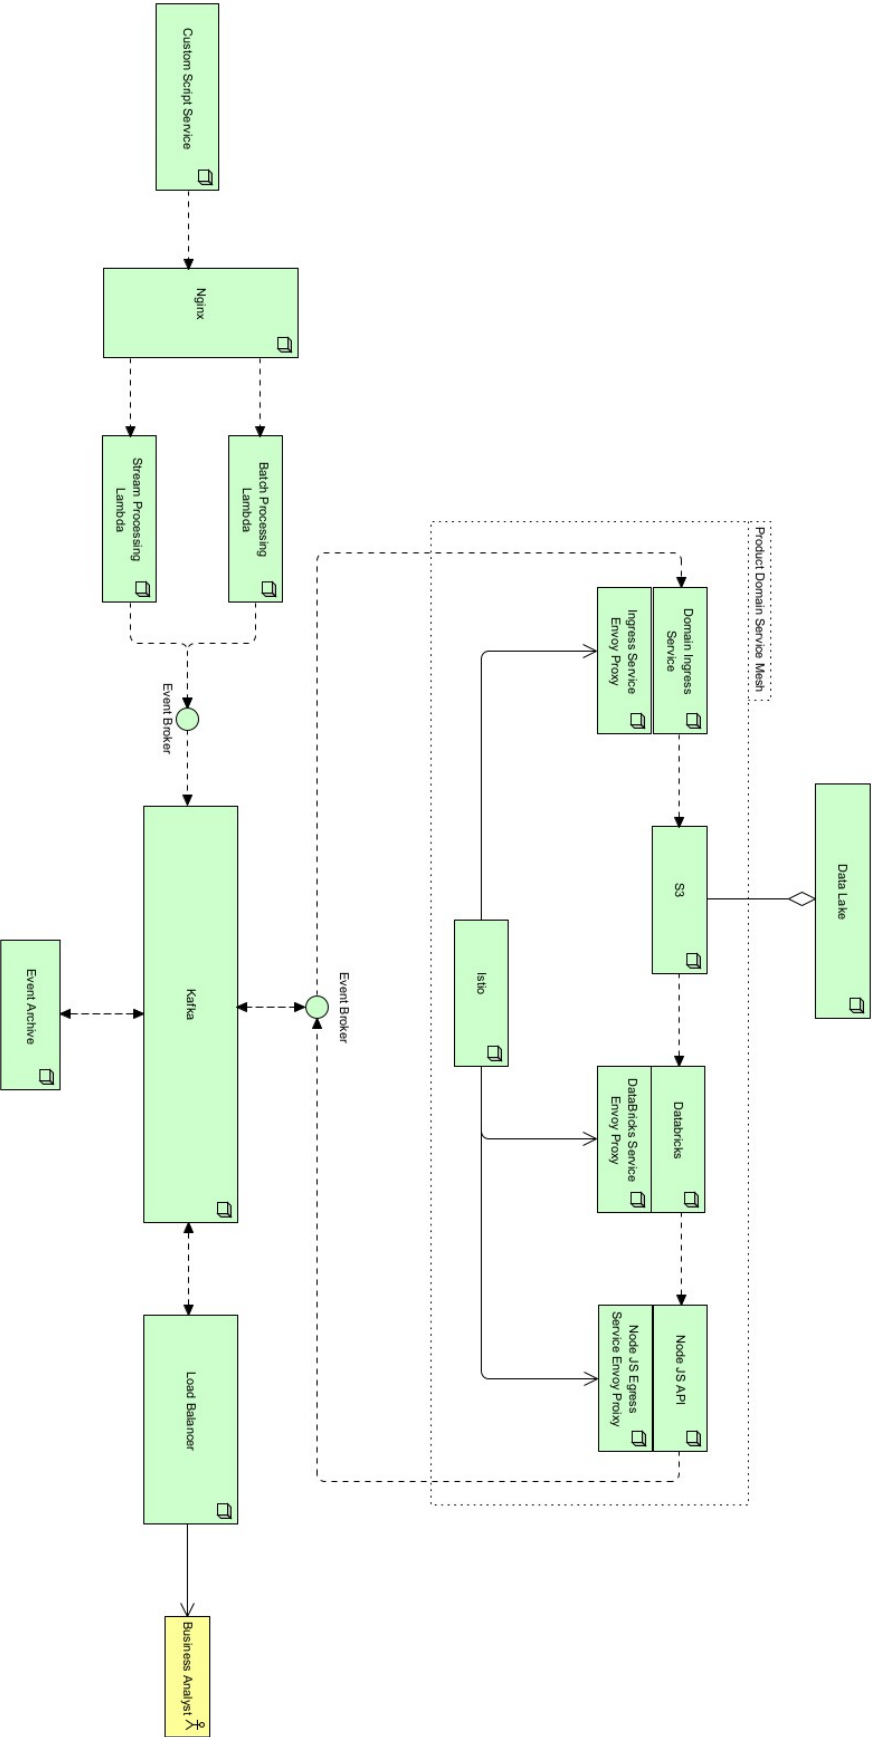 Data Lake
Product Domain Service Mesh
Domain Ingress
Service
S3
Databricks
Node JS API
Ingress Service
Envoy Proxy
DataBricks Service
Envoy Proxy
Node JS Egress
Service Envoy Proixy
Istio
Event Broker
Batch Processing
Lambda
Custom Script Service
Nginx
Stream Processing
Lambda
Event Broker
Kafka
Load Balancer
Business Analyst
Event Archive